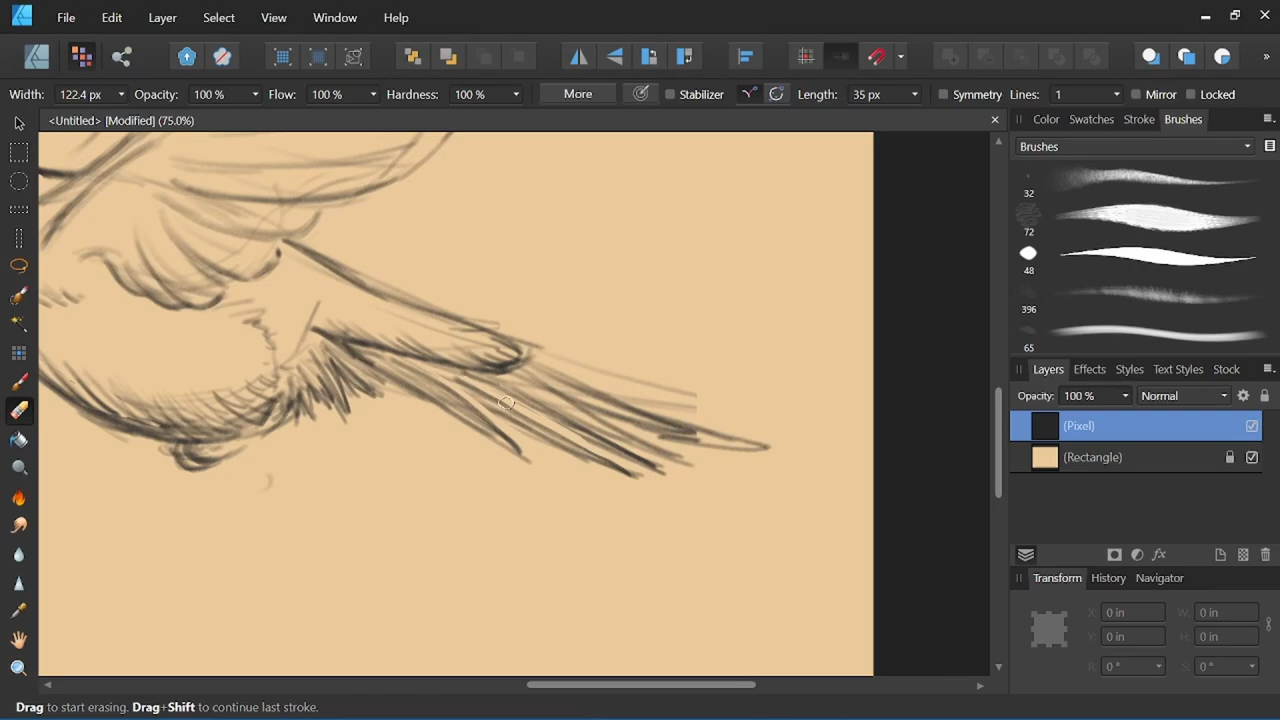 File Edit Layer Select View Window Help
Width: 122.4 px Opacity: 100 % Flow: 100 % Hardness: 100 % More Stabilizer Length: 35 px Symmetry Lines: 1 Mirror Locked
<Untitled> [Modified] (75.0%)
Color Swatches Stroke Brushes
Brushes
32
72
48
396
65
Layers Effects Styles Text Styles Stock
Opacity: 100 % Normal
(Pixel)
(Rectangle)
Transform History Navigator
X: 0 in W: 0 in
Y: 0 in H: 0 in
R: 0 ° S: 0 °
Drag to start erasing. Drag+Shift to continue last stroke.